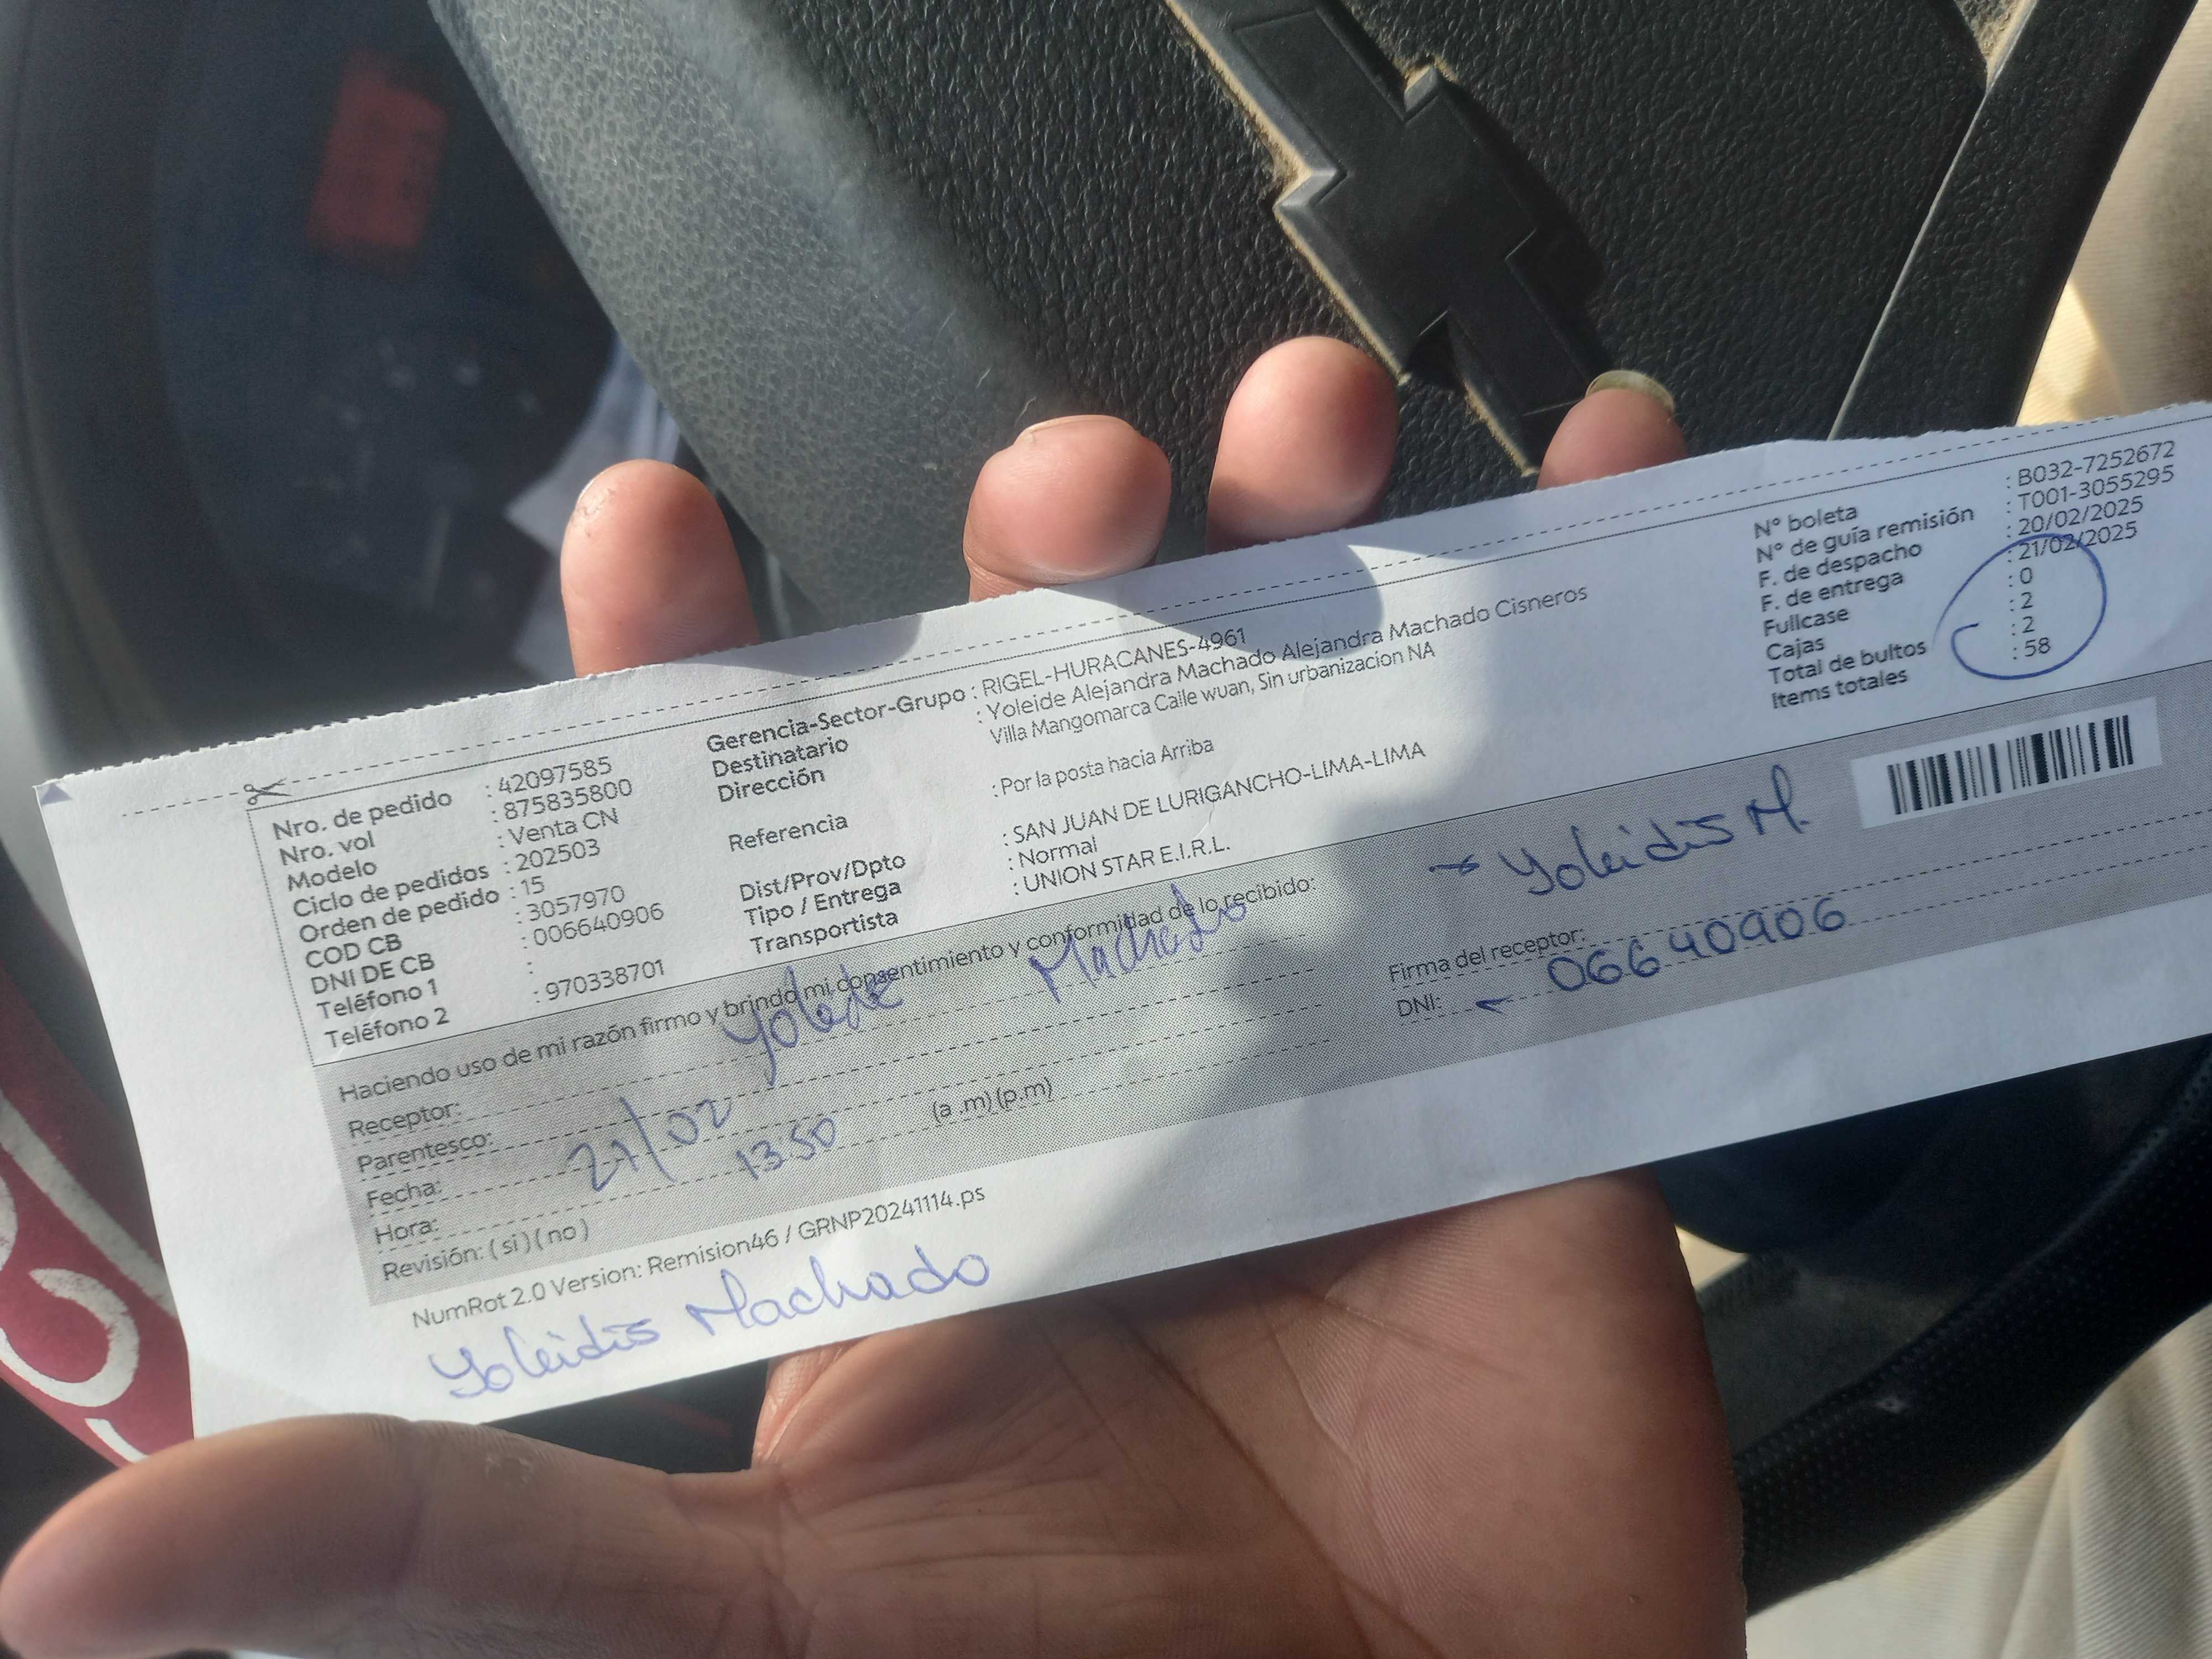 Nro. de pedido : 42097585
Nro. vol : 875835800
Modelo : Venta CN
Ciclo de pedidos : 202503
Orden de pedido : 15
COD CB : 3057970
DNI DE CB : 006640906
Teléfono 1 :
Teléfono 2 : 970338701
Gerencia-Sector-Grupo : RIGEL-HURACANES-4961
Destinatario : Yoleide Alejandra Machado Alejandra Machado Cisneros
Dirección Villa Mangomarca Calle wuan, Sin urbanizacion NA
Referencia : Por la posta hacia Arriba
Dist/Prov/Dpto : SAN JUAN DE LURIGANCHO-LIMA-LIMA
Tipo / Entrega : Normal
Transportista : UNION STAR E.I.R.L.
N° boleta : B032-7252672
N° de guía remisión : T001-3055295
F. de despacho : 20/02/2025
F. de entrega : 21/02/2025
Fullcase : 0
Cajas : 2
Total de bultos : 2
Items totales : 58
Haciendo uso de mi razón firmo y brindo mi consentimiento y conformidad de lo recibido:
Receptor: Yoleide Machado
Parentesco:
Fecha: 21/02
Hora: 13:50 (a .m) (p.m)
Revisión: ( si ) ( no )
Yoleidis M.
Firma del receptor:
DNI: 06640906
NumRot 2.0 Version: Remision46 / GRNP20241114.ps
Yoleidis Machado